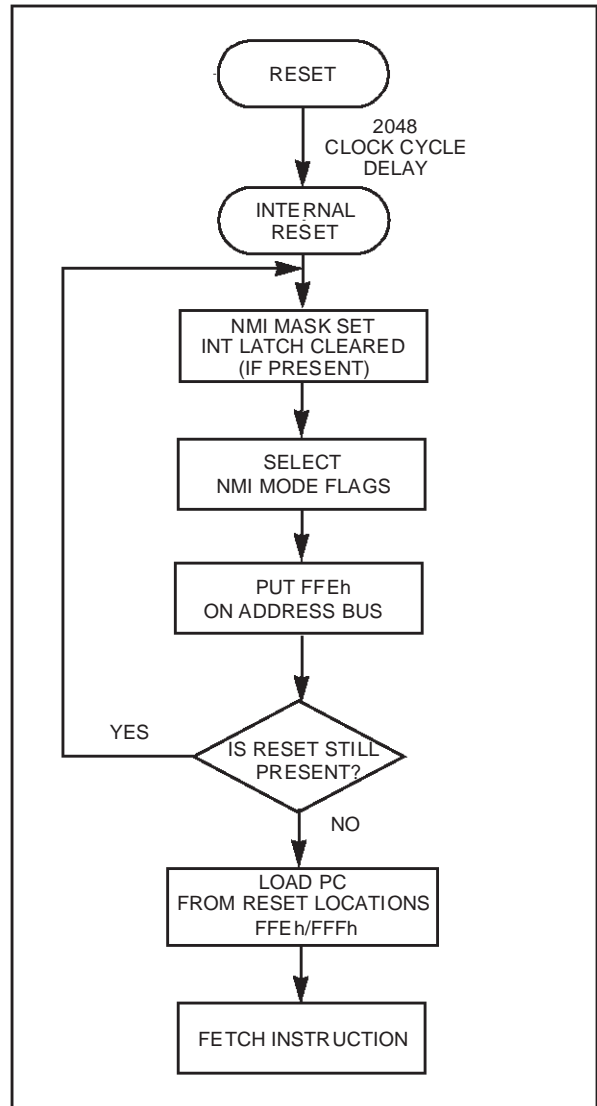 RESET
2048
CLOCK CYCLE
DELAY
INTERNAL
RESET
NMI MASK SET
INT LATCH CLEARED
(IF PRESENT)
SELECT
NMI MODE FLAGS
PUT FFEh
ON ADDRESS BUS
YES
IS RESET STILL
PRESENT?
NO
LOAD PC
FROM RESET LOCATIONS
FFEh/FFFh
FETCH INSTRUCTION